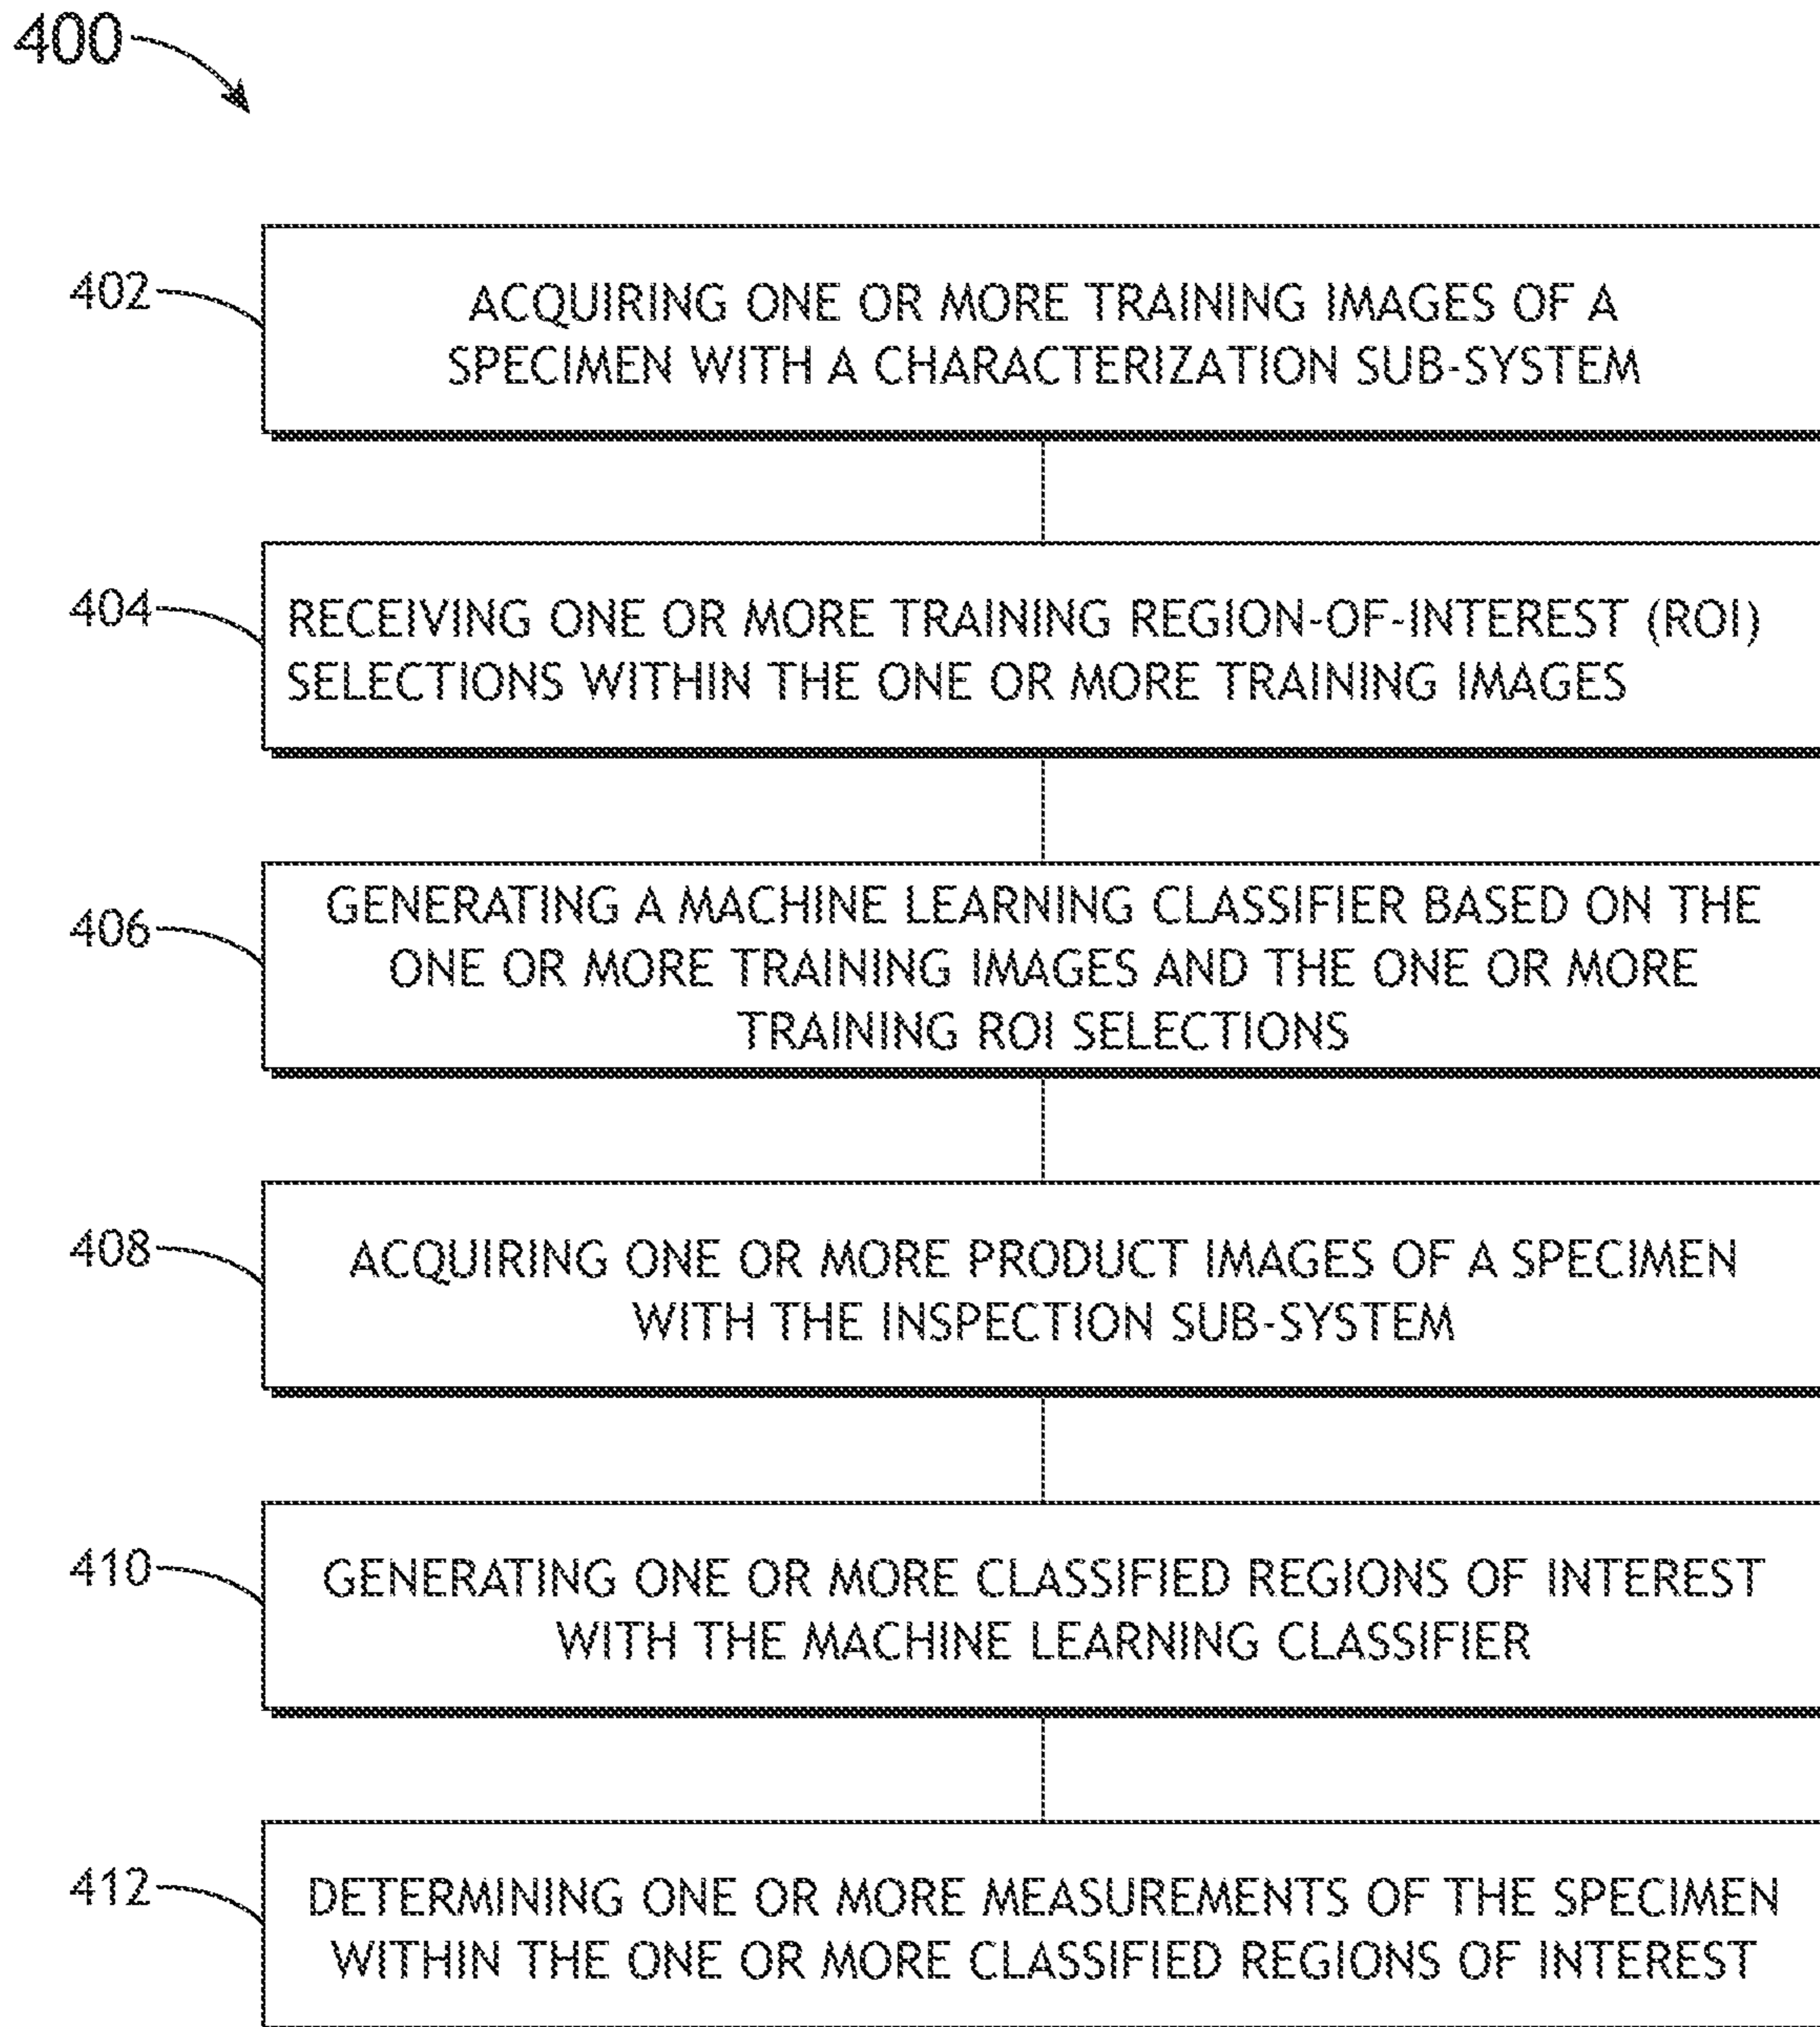 400
402
ACQUIRING ONE OR MORE TRAINING IMAGES OF A
SPECIMEN WITH A CHARACTERIZATION SUB-SYSTEM
404
RECEIVING ONE OR MORE TRAINING REGION-OF-INTEREST (ROI)
SELECTIONS WITHIN THE ONE OR MORE TRAINING IMAGES
406
GENERATING A MACHINE LEARNING CLASSIFIER BASED ON THE
ONE OR MORE TRAINING IMAGES AND THE ONE OR MORE
TRAINING ROI SELECTIONS
408
ACQUIRING ONE OR MORE PRODUCT IMAGES OF A SPECIMEN
WITH THE INSPECTION SUB-SYSTEM
410
GENERATING ONE OR MORE CLASSIFIED REGIONS OF INTEREST
WITH THE MACHINE LEARNING CLASSIFIER
412
DETERMINING ONE OR MORE MEASUREMENTS OF THE SPECIMEN
WITHIN THE ONE OR MORE CLASSIFIED REGIONS OF INTEREST